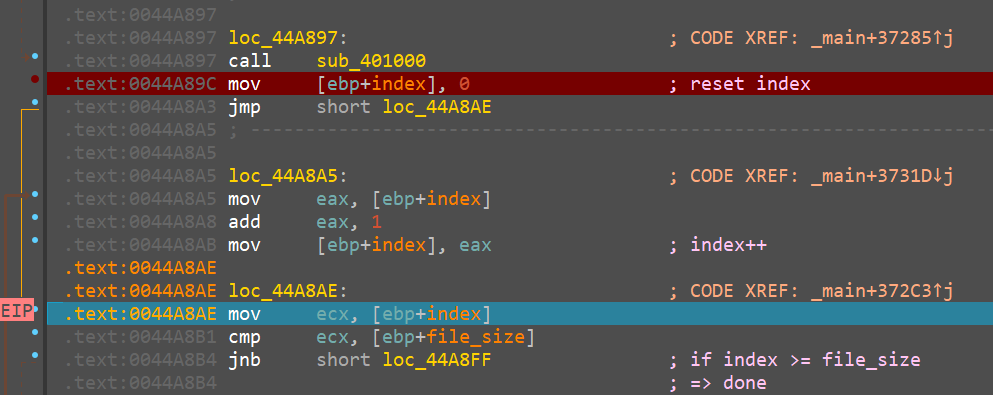 .text:0044A897
.text:0044A897 loc_44A897: ; CODE XREF: _main+37285↑j
.text:0044A897 call sub_401000
.text:0044A89C mov [ebp+index], 0 ; reset index
.text:0044A8A3 jmp short loc_44A8AE
.text:0044A8A5 ; ---------------------------------------------------------------
.text:0044A8A5
.text:0044A8A5 loc_44A8A5: ; CODE XREF: _main+3731D↓j
.text:0044A8A5 mov eax, [ebp+index]
.text:0044A8A8 add eax, 1
.text:0044A8AB mov [ebp+index], eax ; index++
.text:0044A8AE
.text:0044A8AE loc_44A8AE: ; CODE XREF: _main+372C3↑j
EIP .text:0044A8AE mov ecx, [ebp+index]
.text:0044A8B1 cmp ecx, [ebp+file_size]
.text:0044A8B4 jnb short loc_44A8FF ; if index >= file_size
.text:0044A8B4 ; => done